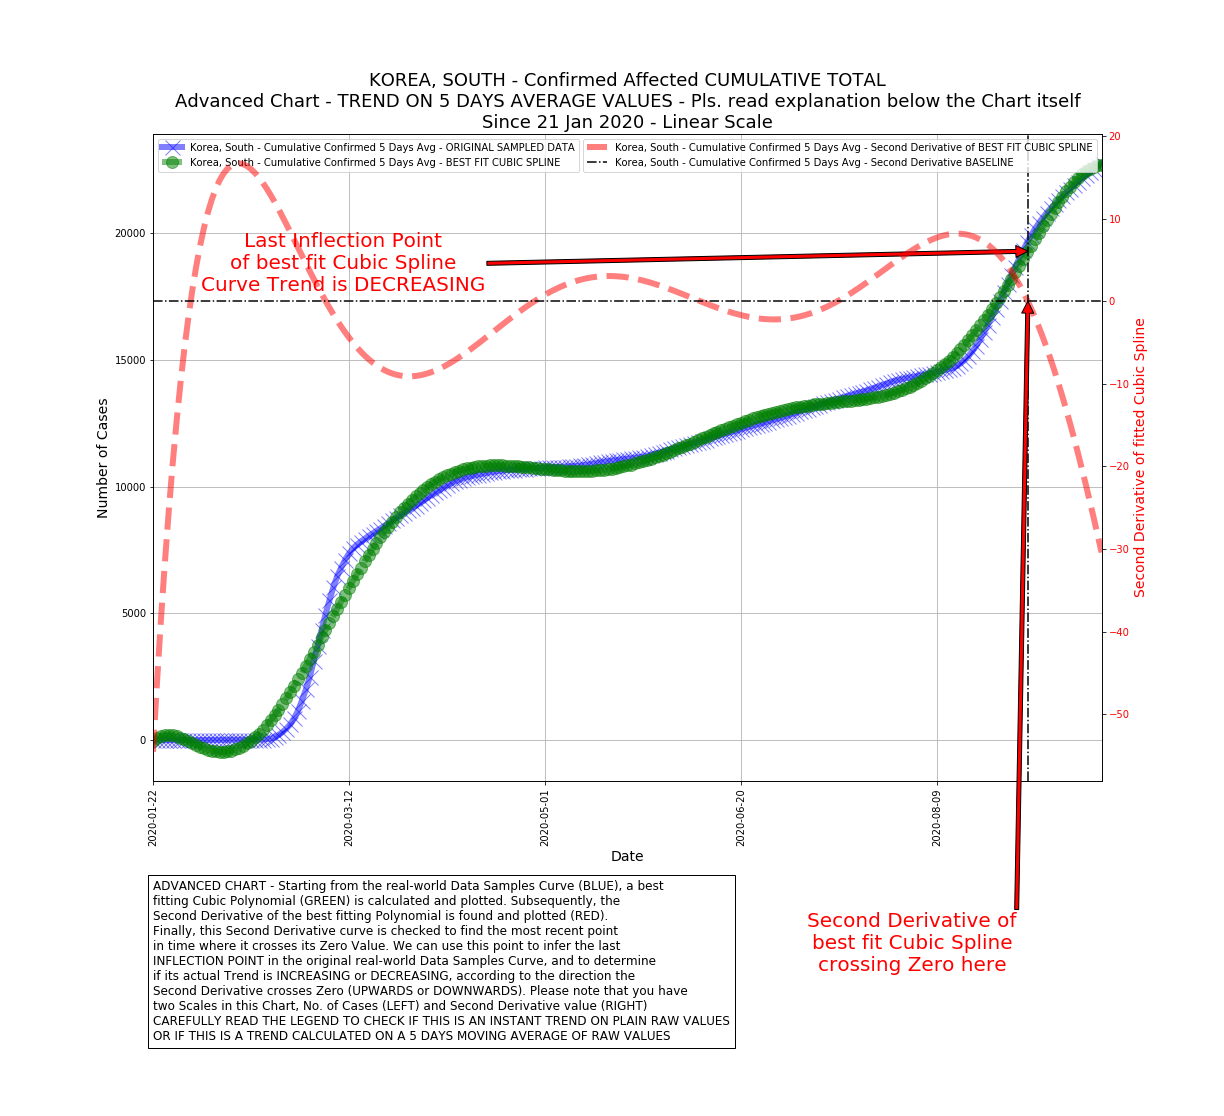 KOREA, SOUTH - Confirmed Affected CUMULATIVE TOTAL
Advanced Chart - TREND ON 5 DAYS AVERAGE VALUES - Pls. read explanation below the Chart itself
Since 21 Jan 2020 - Linear Scale
Korea, South - Cumulative Confirmed 5 Days Avg - ORIGINAL SAMPLED DATA
Korea, South - Cumulative Confirmed 5 Days Avg - BEST FIT CUBIC SPLINE
Korea, South - Cumulative Confirmed 5 Days Avg - Second Derivative of BEST FIT CUBIC SPLINE
Korea, South - Cumulative Confirmed 5 Days Avg - Second Derivative BASELINE
Last Inflection Point
of best fit Cubic Spline
Curve Trend is DECREASING
Number of Cases
20000
15000
10000
5000
0
20
10
0
−10
−20
−30
−40
−50
Second Derivative of fitted Cubic Spline
2020-01-22
2020-03-12
2020-05-01
2020-06-20
2020-08-09
Date
ADVANCED CHART - Starting from the real-world Data Samples Curve (BLUE), a best
fitting Cubic Polynomial (GREEN) is calculated and plotted. Subsequently, the
Second Derivative of the best fitting Polynomial is found and plotted (RED).
Finally, this Second Derivative curve is checked to find the most recent point
in time where it crosses its Zero Value. We can use this point to infer the last
INFLECTION POINT in the original real-world Data Samples Curve, and to determine
if its actual Trend is INCREASING or DECREASING, according to the direction the
Second Derivative crosses Zero (UPWARDS or DOWNWARDS). Please note that you have
two Scales in this Chart, No. of Cases (LEFT) and Second Derivative value (RIGHT)
CAREFULLY READ THE LEGEND TO CHECK IF THIS IS AN INSTANT TREND ON PLAIN RAW VALUES
OR IF THIS IS A TREND CALCULATED ON A 5 DAYS MOVING AVERAGE OF RAW VALUES
Second Derivative of
best fit Cubic Spline
crossing Zero here